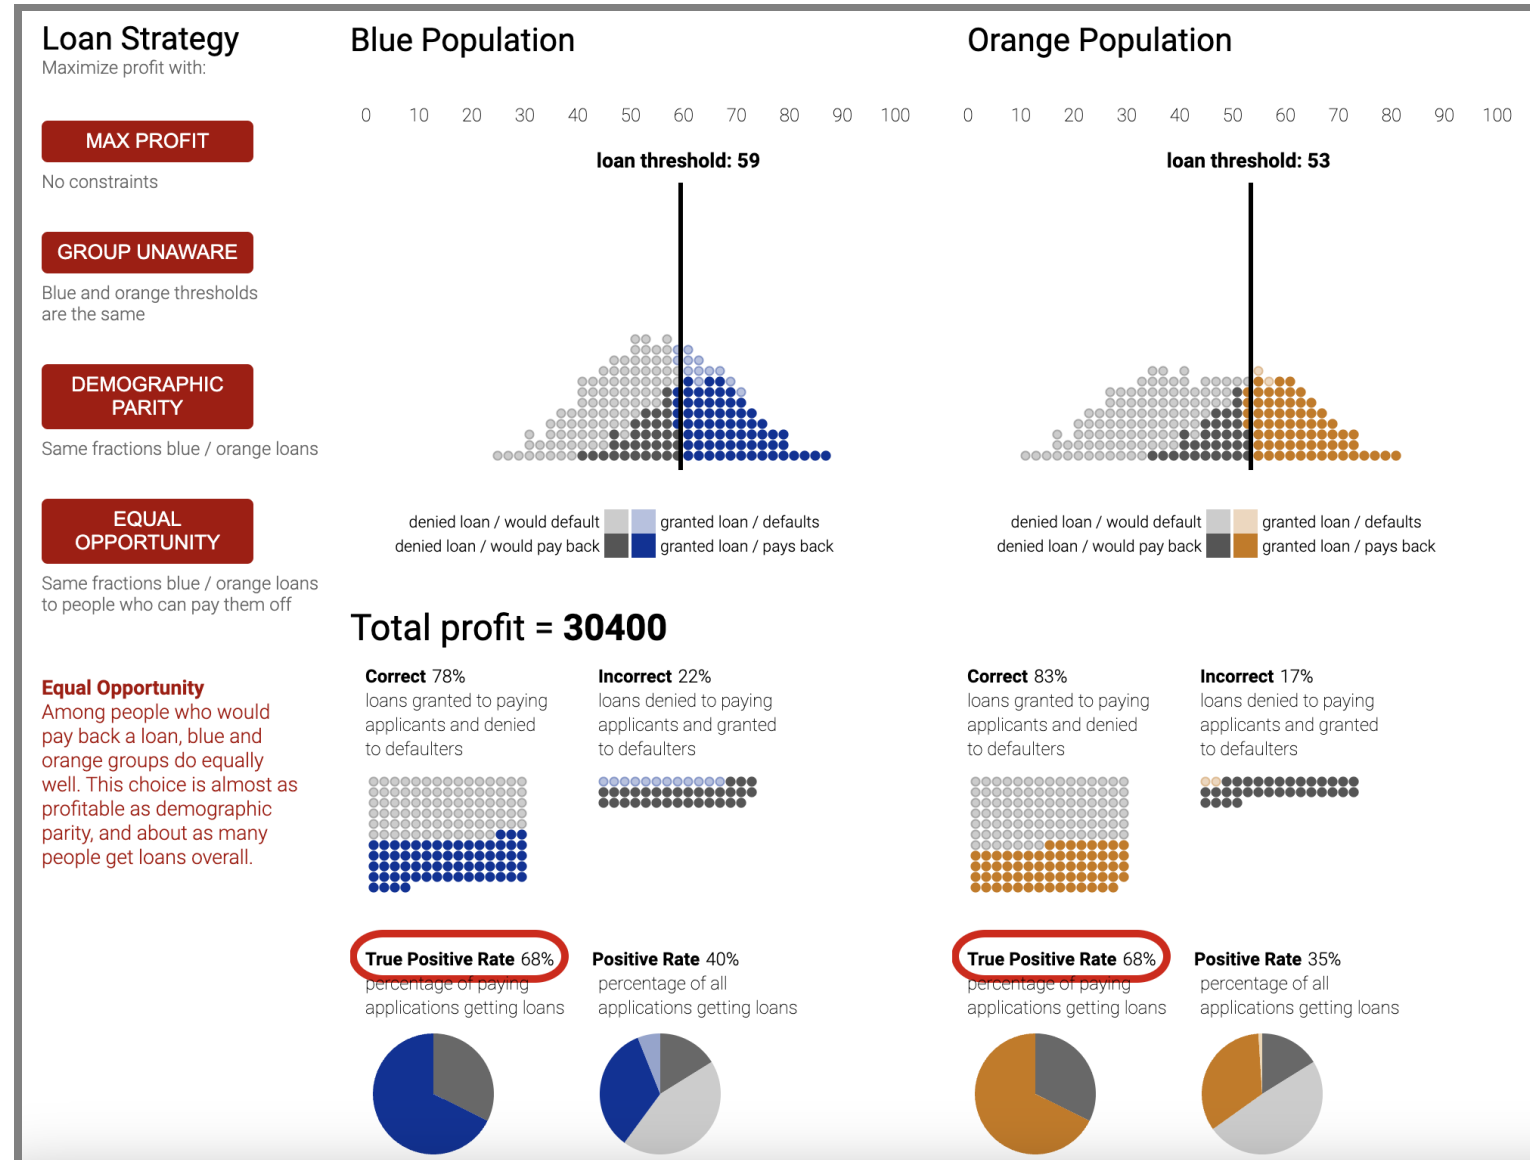 Loan Strategy
Maximize profit with:
MAX PROFIT
No constraints
GROUP UNAWARE
Blue and orange thresholds
are the same
DEMOGRAPHIC
PARITY
Same fractions blue / orange loans
EQUAL
OPPORTUNITY
Same fractions blue / orange loans
to people who can pay them off
Equal Opportunity
Among people who would
pay back a loan, blue and
orange groups do equally
well. This choice is almost as
profitable as demographic
parity, and about as many
people get loans overall.
Blue Population
0 10 20 30 40 50 60 70 80 90 100
loan threshold: 59
denied loan / would default
granted loan / defaults
denied loan / would pay back
granted loan / pays back
Orange Population
0 10 20 30 40 50 60 70 80 90 100
loan threshold: 53
denied loan / would default
granted loan / defaults
denied loan / would pay back
granted loan / pays back
Total profit = 30400
Correct 78%
loans granted to paying
applicants and denied
to defaulters
Incorrect 22%
loans denied to paying
applicants and granted
to defaulters
Correct 83%
loans granted to paying
applicants and denied
to defaulters
Incorrect 17%
loans denied to paying
applicants and granted
to defaulters
True Positive Rate 68%
percentage of paying
applications getting loans
Positive Rate 40%
percentage of all
applications getting loans
True Positive Rate 68%
percentage of paying
applications getting loans
Positive Rate 35%
percentage of all
applications getting loans